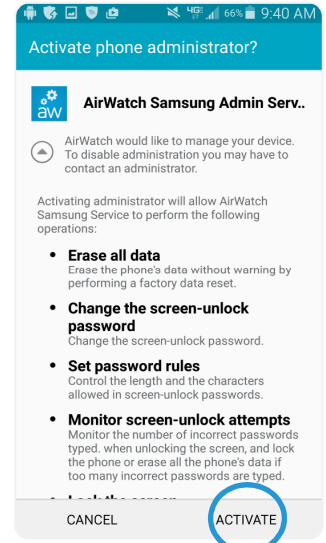 4G 66% 9:40 AM
Activate phone administrator?
aw
AirWatch Samsung Admin Serv..
AirWatch would like to manage your device.
To disable administration you may have to
contact an administrator.
Activating administrator will allow AirWatch
Samsung Service to perform the following
operations:
• Erase all data
Erase the phone's data without warning by
performing a factory data reset.
• Change the screen-unlock
password
Change the screen-unlock password.
• Set password rules
Control the length and the characters
allowed in screen-unlock passwords.
• Monitor screen-unlock attempts
Monitor the number of incorrect passwords
typed. when unlocking the screen, and lock
the phone or erase all the phone's data if
too many incorrect passwords are typed.
• Lock the screen
CANCEL ACTIVATE